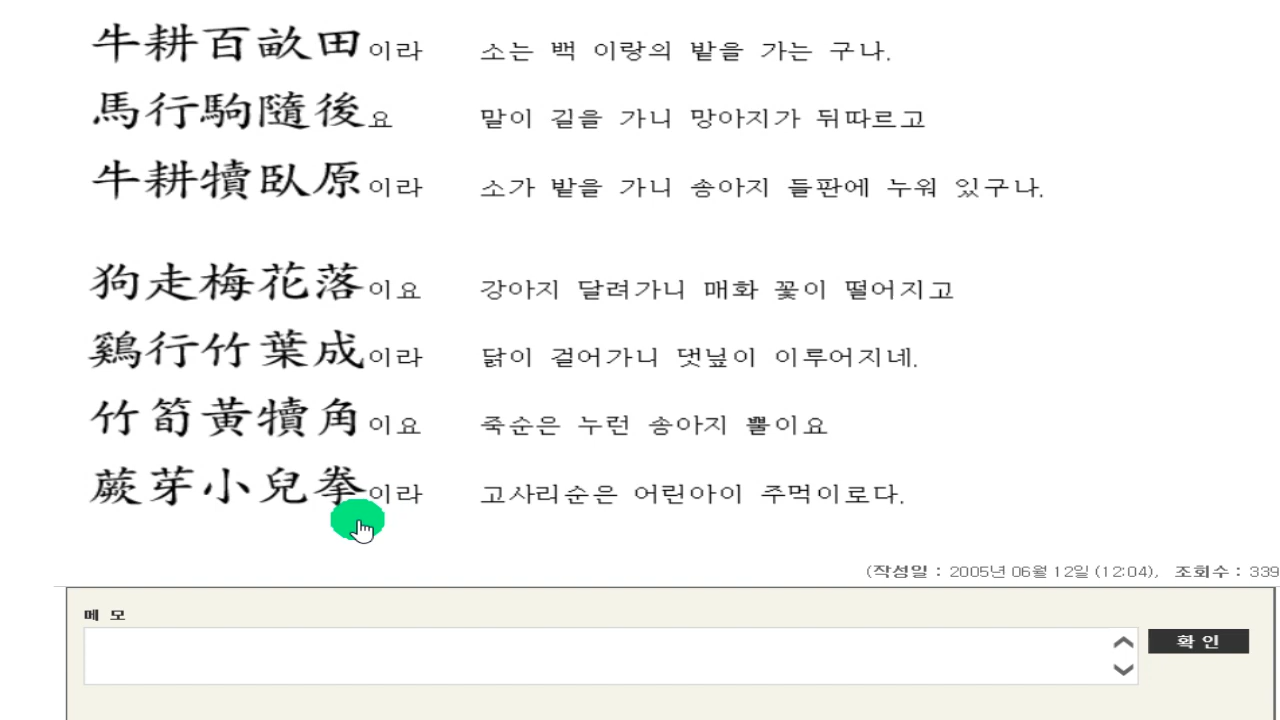 牛耕百畝田이라 소는 백 이랑의 밭을 가는 구나.
馬行駒隨後요 말이 길을 가니 망아지가 뒤따르고
牛耕犢臥原이라 소가 밭을 가니 송아지 들판에 누워 있구나.
狗走梅花落이요 강아지 달려가니 매화 꽃이 떨어지고
鷄行竹葉成이라 닭이 걸어가니 댓닢이 이루어지네.
竹筍黃犢角이요 죽순은 누런 송아지 뿔이요
蕨芽小兒拳이라 고사리순은 어린아이 주먹이로다.
(작성일 : 2005년 06월 12일 (12:04), 조회수 : 339
메 모
확 인